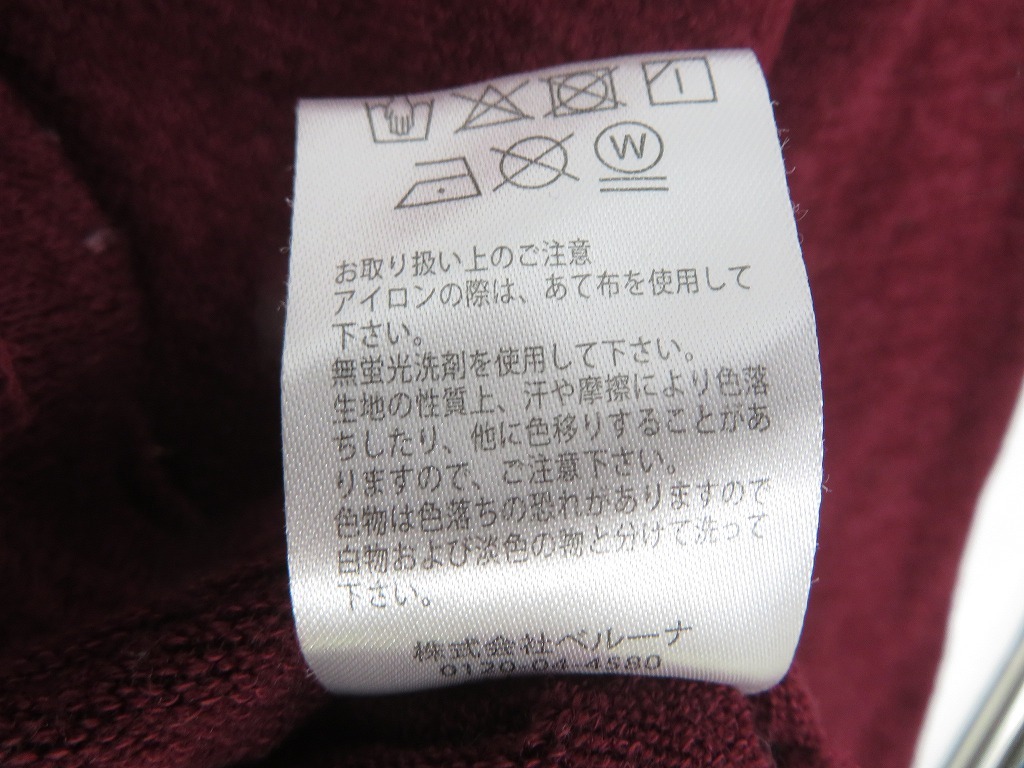 W
お取り扱い上のご注意
アイロンの際は、あて布を使用して
下さい。
無蛍光洗剤を使用して下さい。
生地の性質上、汗や摩擦により色落
ちしたり、他に色移りすることがあ
りますので、ご注意下さい。
色物は色落ちの恐れがありますので
白物および淡色の物と分けて洗って
下さい。
株式会社ベルーナ
0120-04-4580